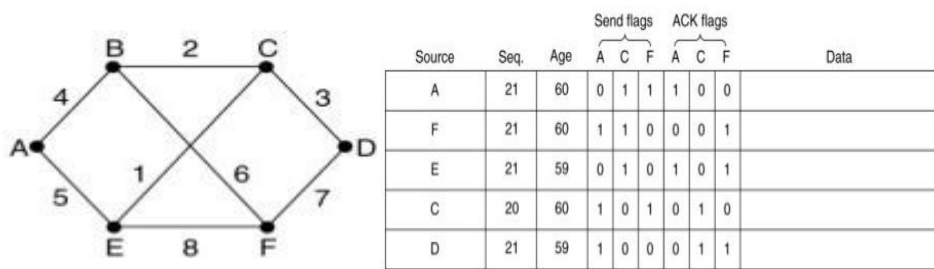 B 2 C
4 3
A D
5 1 6 7
E 8 F
Send flags ACK flags
Source Seq. Age A C F A C F Data
A 21 60 0 1 1 1 0 0
F 21 60 1 1 0 0 0 1
E 21 59 0 1 0 1 0 1
C 20 60 1 0 1 0 1 0
D 21 59 1 0 0 0 1 1